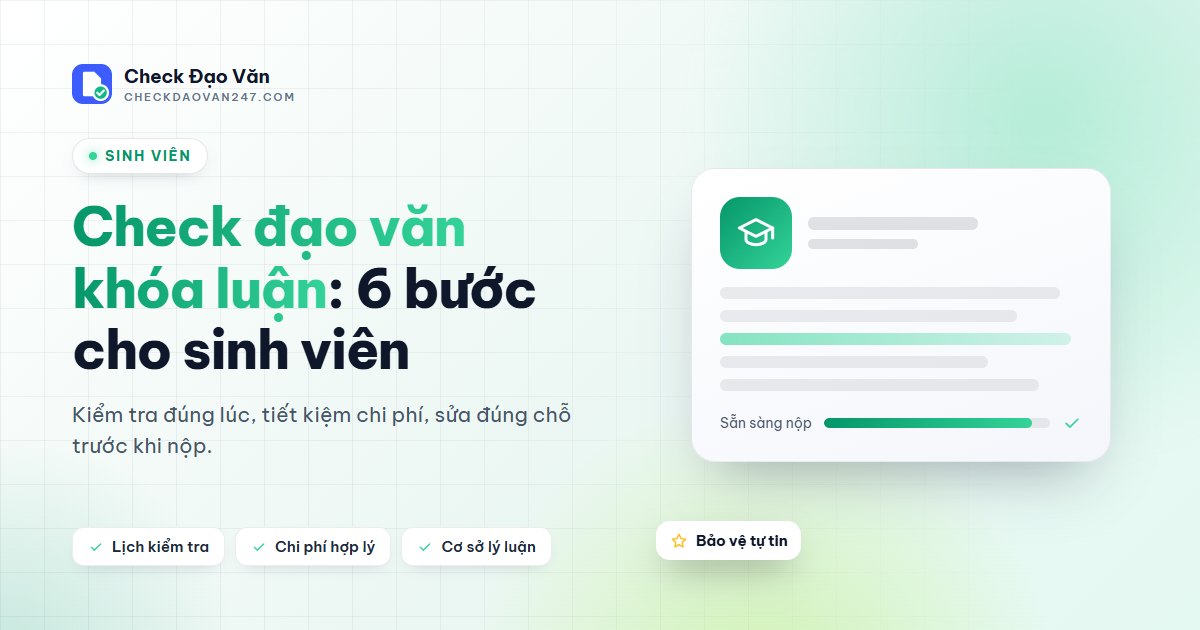 Check Đạo Văn
CHECKDAOVAN247.COM
SINH VIÊN
Check đạo văn
khóa luận: 6 bước
cho sinh viên
Kiểm tra đúng lúc, tiết kiệm chi phí, sửa đúng chỗ
trước khi nộp.
Sẵn sàng nộp
Lịch kiểm tra
Chi phí hợp lý
Cơ sở lý luận
Bảo vệ tự tin